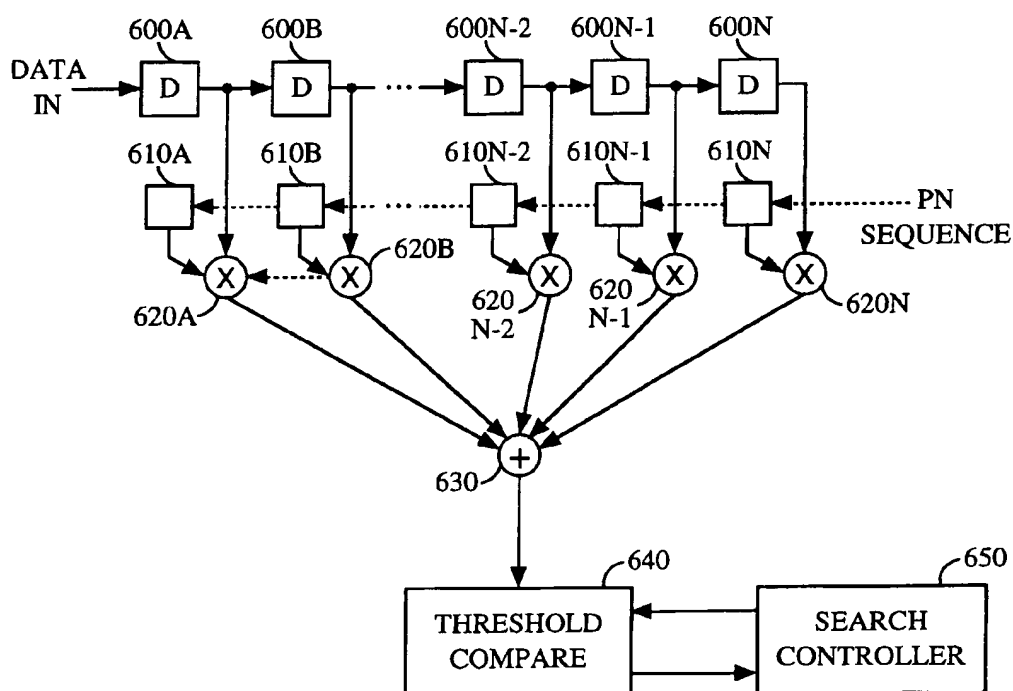 600A 600B 600N-2 600N-1 600N
DATA
IN
D D ... D D D
610A 610B 610N-2 610N-1 610N
...
PN
SEQUENCE
X X X X X
620A 620B 620
N-2 620
N-1 620N
+
630
640 650
THRESHOLD
COMPARE
SEARCH
CONTROLLER